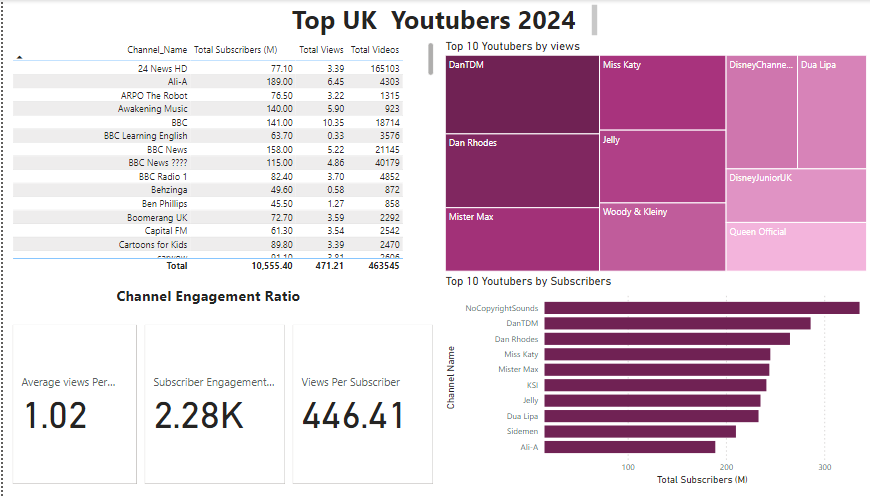 Top UK Youtubers 2024
Channel_Name Total Subscribers (M) Total Views Total Videos
24 News HD 77.10 3.39 165103
Ali-A 189.00 6.45 4303
ARPO The Robot 76.50 3.22 1315
Awakening Music 140.00 5.90 923
BBC 141.00 10.35 18714
BBC Learning English 63.70 0.33 3576
BBC News 158.00 5.22 21145
BBC News ???? 115.00 4.86 40179
BBC Radio 1 82.40 3.70 4852
Behzinga 49.60 0.58 872
Ben Phillips 45.50 1.27 858
Boomerang UK 72.70 3.59 2292
Capital FM 61.30 3.54 2542
Cartoons for Kids 89.80 3.39 2470
Total 10,555.40 471.21 463545
Top 10 Youtubers by views
DanTDM
Miss Katy
DisneyChanne...
Dua Lipa
Dan Rhodes
Jelly
DisneyJuniorUK
Mister Max
Woody & Kleiny
Queen Official
Channel Engagement Ratio
Average views Per...
1.02
Subscriber Engagement...
2.28K
Views Per Subscriber
446.41
Top 10 Youtubers by Subscribers
Channel Name
NoCopyrightSounds
DanTDM
Dan Rhodes
Miss Katy
Mister Max
KSI
Jelly
Dua Lipa
Sidemen
Ali-A
100 200 300
Total Subscribers (M)